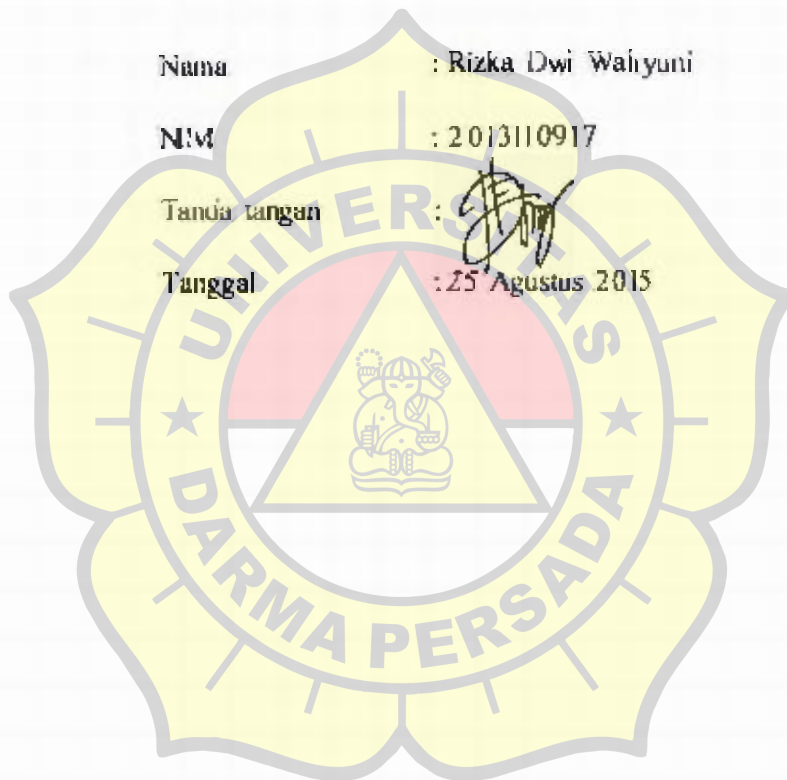 Nama : Rizka Dwi Wahyuni
NIM : 2013110917
Tanda tangan :
Tanggal : 25 Agustus 2015
UNIVERSITAS
DARMA PERSADA